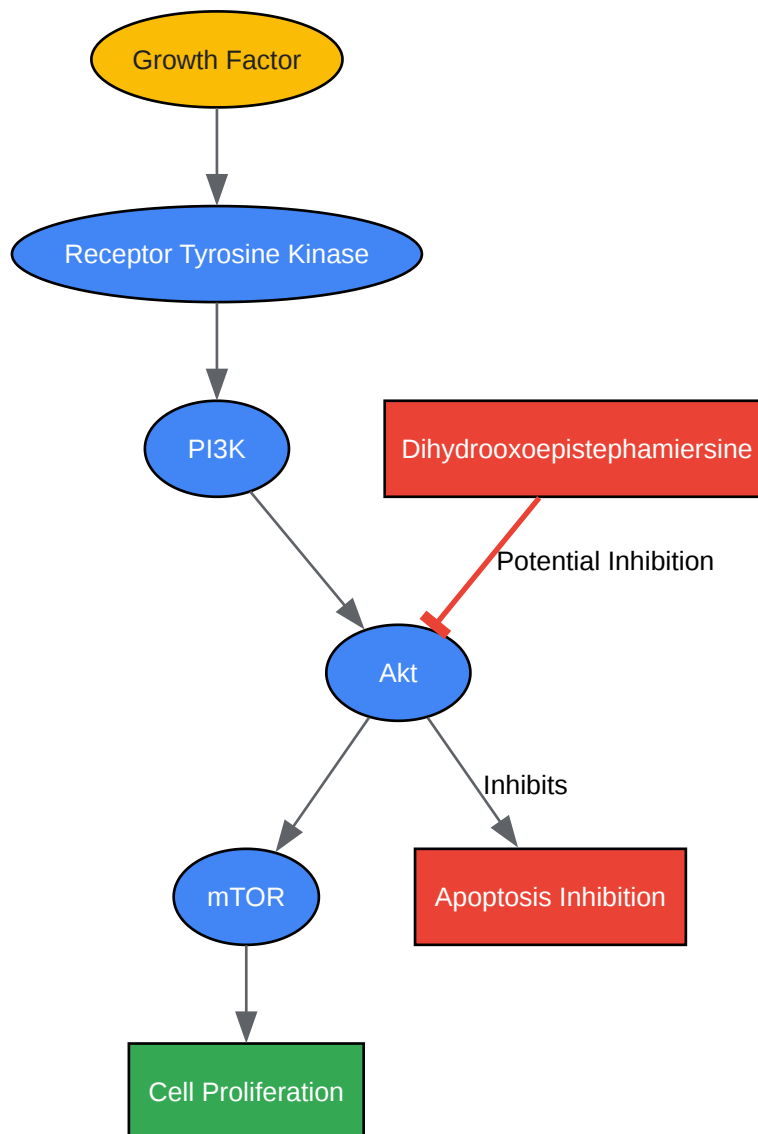 Growth Factor
Receptor Tyrosine Kinase
PI3K
Dihydrooxoepistephamiersine
Potential Inhibition
Akt
Inhibits
mTOR
Apoptosis Inhibition
Cell Proliferation